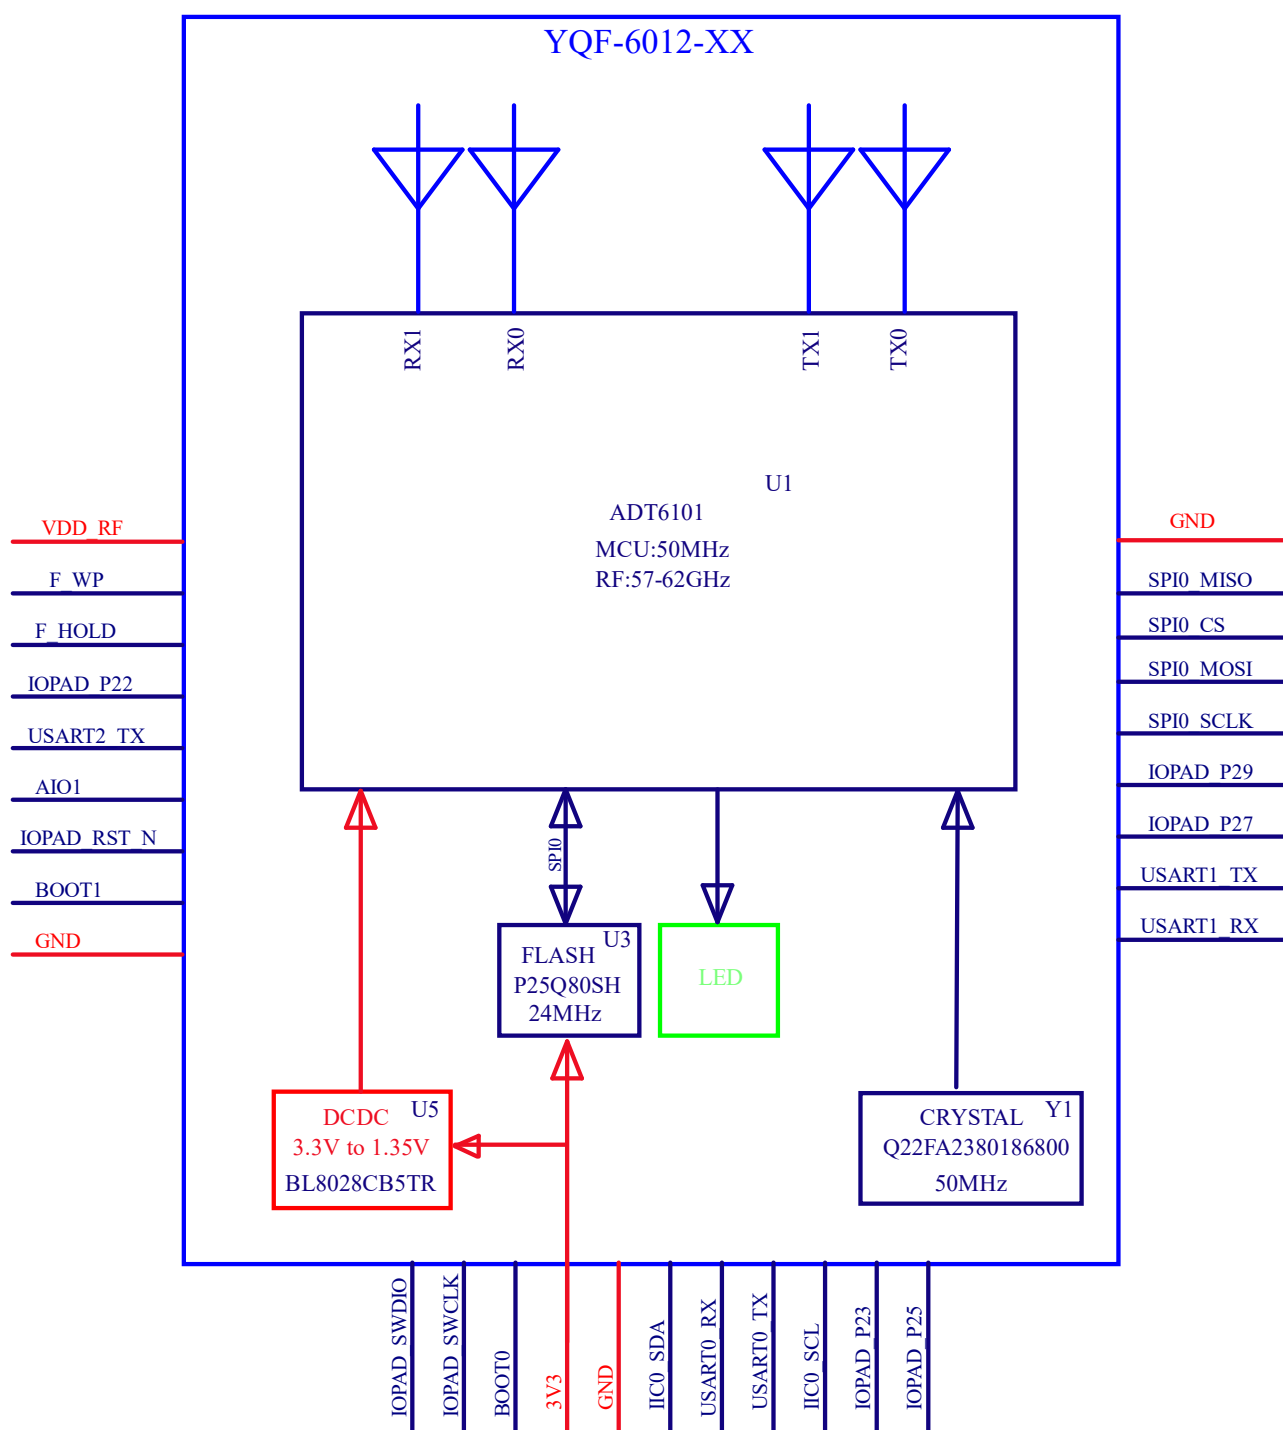 YQF-6012-XX
RX1
RX0
TX1
TX0
U1
ADT6101
MCU:50MHz
RF:57-62GHz
VDD_RF
F_WP
F_HOLD
IOPAD_P22
USART2_TX
AIO1
IOPAD_RST_N
BOOT1
GND
GND
SPI0_MISO
SPI0_CS
SPI0_MOSI
SPI0_SCLK
IOPAD_P29
IOPAD_P27
USART1_TX
USART1_RX
SPI0
U3
FLASH
P25Q80SH
24MHz
LED
U5
DCDC
3.3V to 1.35V
BL8028CB5TR
Y1
CRYSTAL
Q22FA2380186800
50MHz
IOPAD_SWDIO
IOPAD_SWCLK
BOOT0
3V3
GND
IIC0_SDA
USART0_RX
USART0_TX
IIC0_SCL
IOPAD_P23
IOPAD_P25